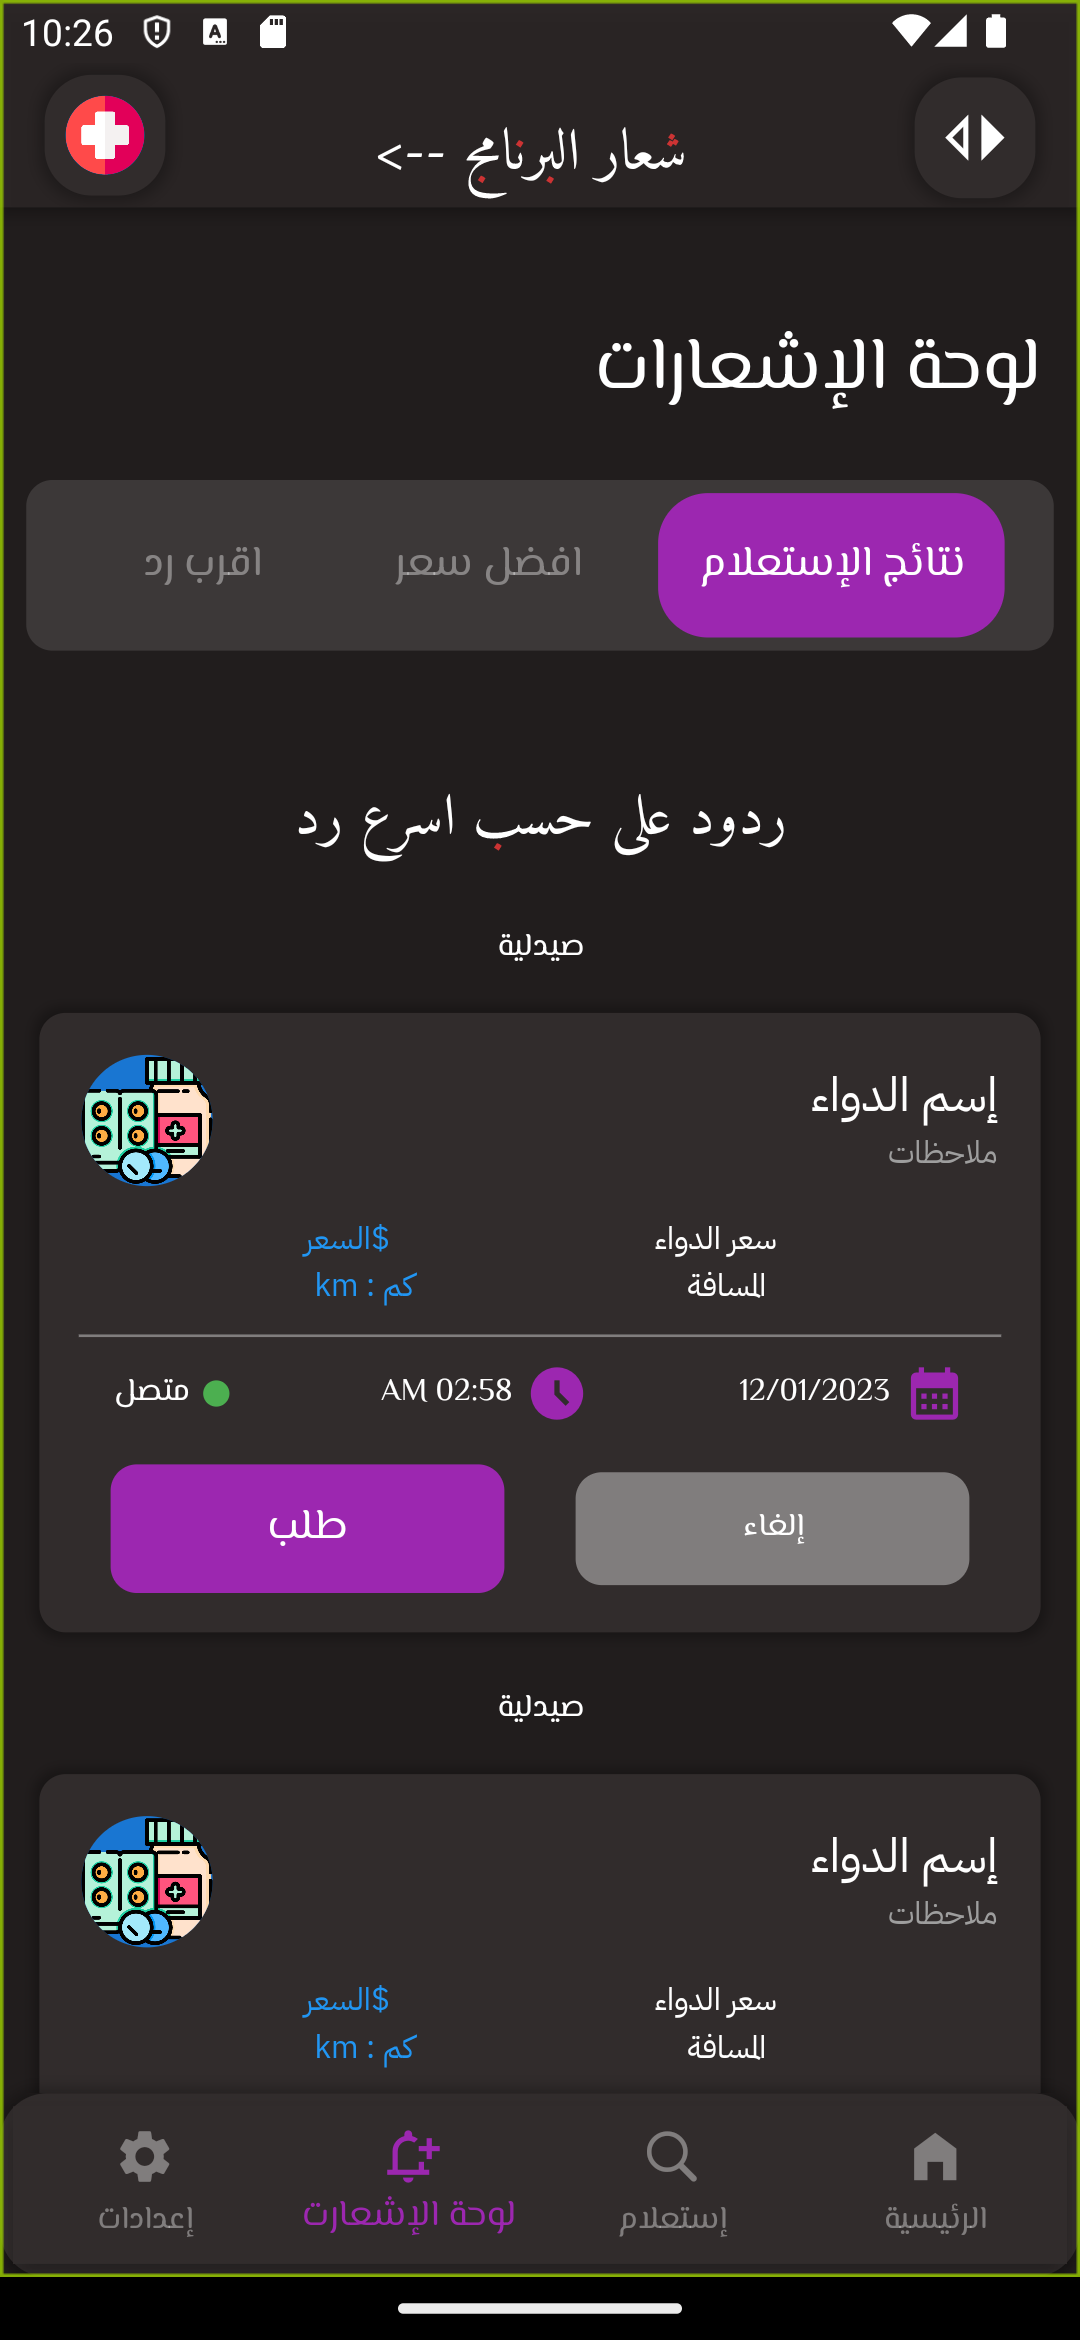 10:26
شعار البرنامج -->
لوحة الإشعارات
نتائج الإستعلام
افضل سعر
اقرب رد
ردود على حسب اسرع رد
صيدلية
إسم الدواء
ملاحظات
سعر الدواء
$السعر
المسافة
كم : km
12/01/2023
02:58 AM
متصل
إلغاء
طلب
صيدلية
إسم الدواء
ملاحظات
سعر الدواء
$السعر
المسافة
كم : km
الرئيسية
إستعلام
لوحة الإشعارت
إعدادات